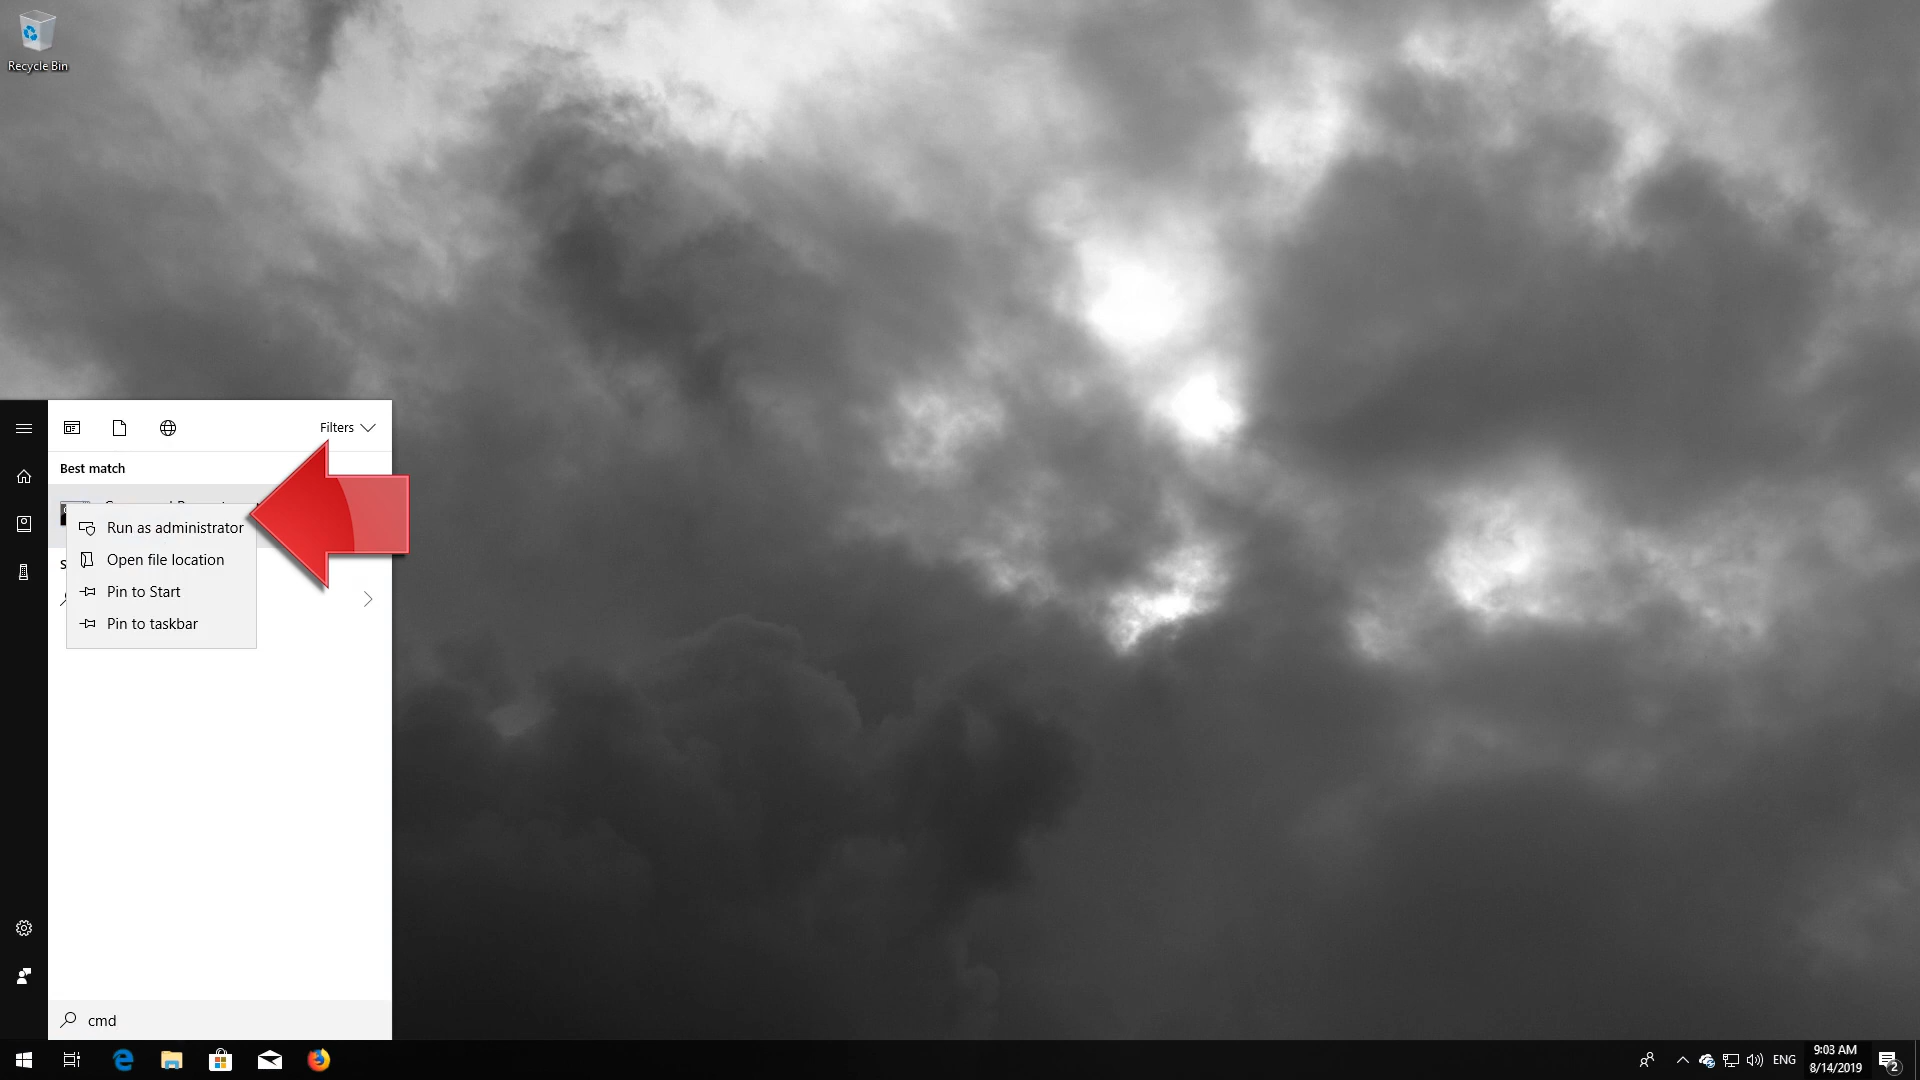 Recycle Bin
Filters
Best match
Run as administrator
Open file location
Pin to Start
Pin to taskbar
cmd
ENG
9:03 AM
8/14/2019
2